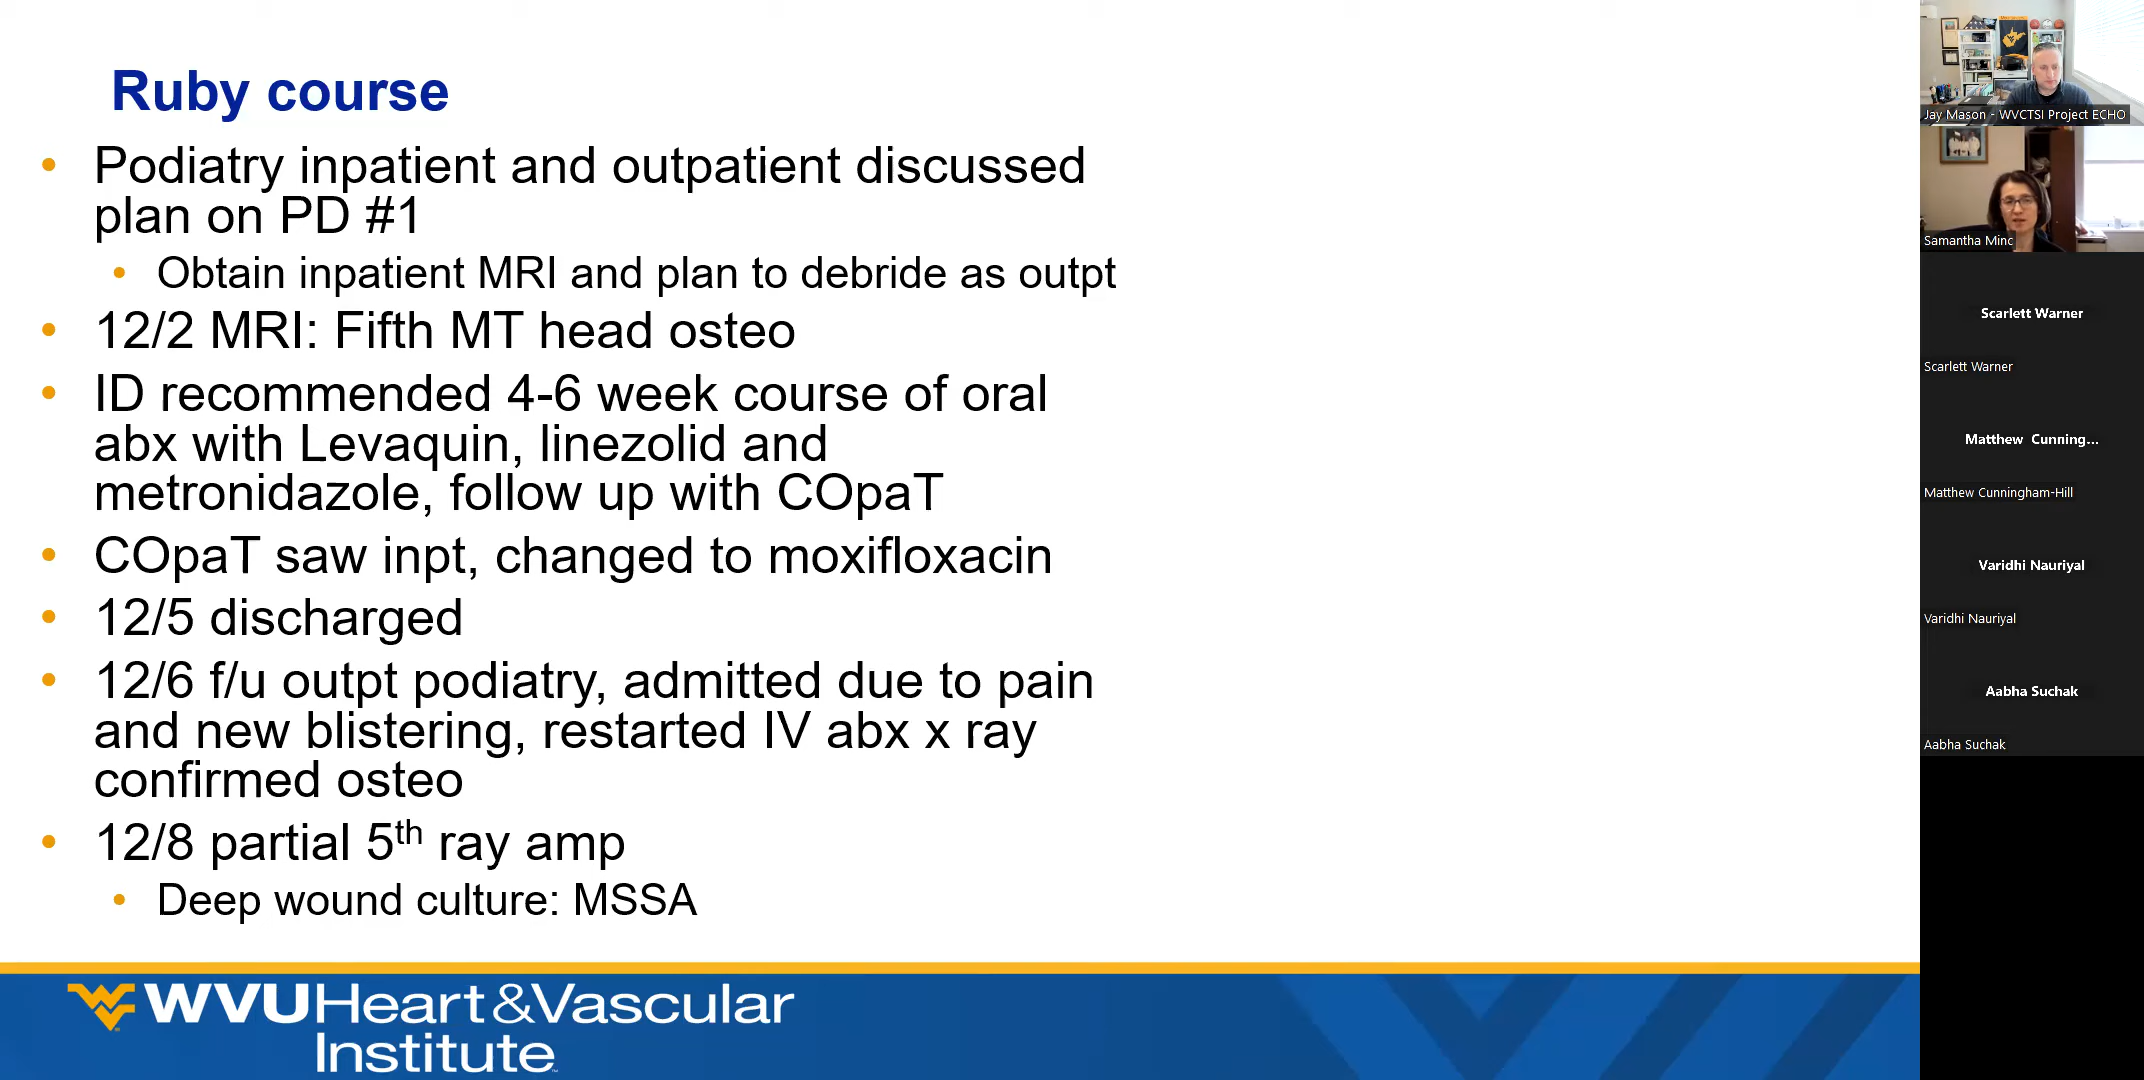 Ruby course
• Podiatry inpatient and outpatient discussed
plan on PD #1
• Obtain inpatient MRI and plan to debride as outpt
• 12/2 MRI: Fifth MT head osteo
• ID recommended 4-6 week course of oral
abx with Levaquin, linezolid and
metronidazole, follow up with COpaT
• COpaT saw inpt, changed to moxifloxacin
• 12/5 discharged
• 12/6 f/u outpt podiatry, admitted due to pain
and new blistering, restarted IV abx x ray
confirmed osteo
• 12/8 partial 5th ray amp
• Deep wound culture: MSSA
WVUHeart&Vascular
Institute
Jay Mason - WVCTSI Project ECHO
Samantha Minc
Scarlett Warner
Scarlett Warner
Matthew Cunning...
Matthew Cunningham-Hill
Varidhi Nauriyal
Varidhi Nauriyal
Aabha Suchak
Aabha Suchak